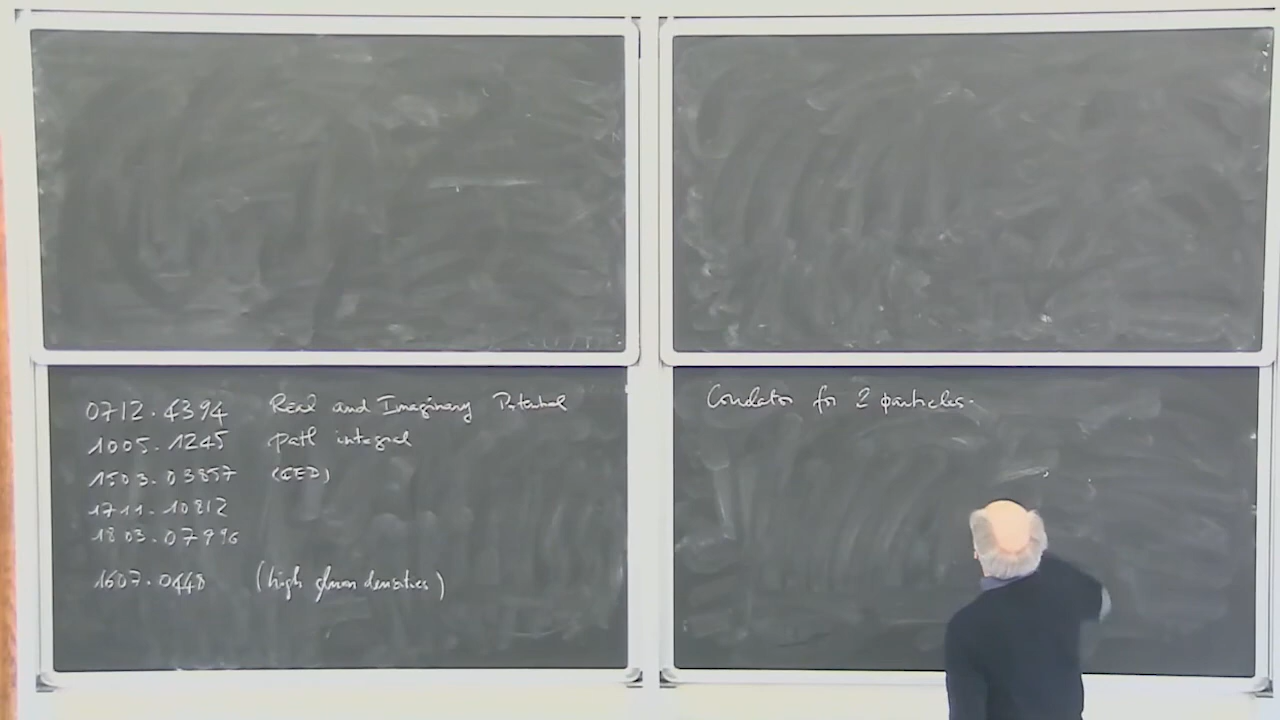 0712.4394 Real and Imaginary Potential
1005.1245 path integral
1503.03857 (QED)
1711.10812
1803.07996
1607.0448 (high gluon densities)
Correlator for 2 particles.